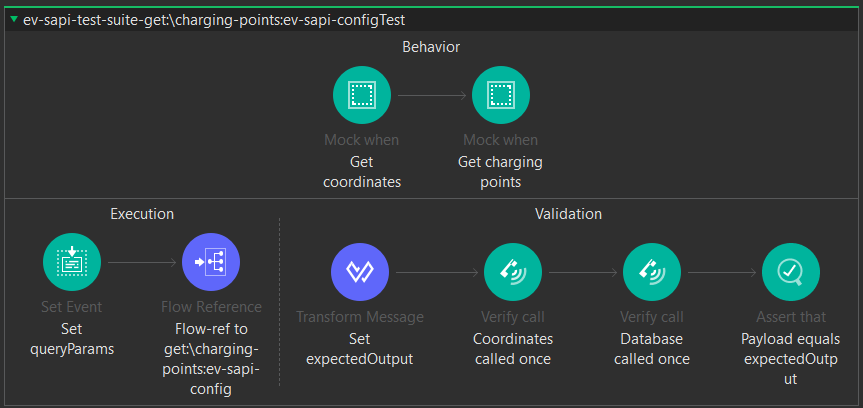 ev-sapi-test-suite-get:\charging-points:ev-sapi-configTest
Behavior
Mock when
Get
coordinates
Mock when
Get charging
points
Execution
Set Event
Set
queryParams
Flow Reference
Flow-ref to
get:\charging-
points:ev-sapi-
config
Validation
Transform Message
Set
expectedOutput
Verify call
Coordinates
called once
Verify call
Database
called once
Assert that
Payload equals
expectedOutp
ut